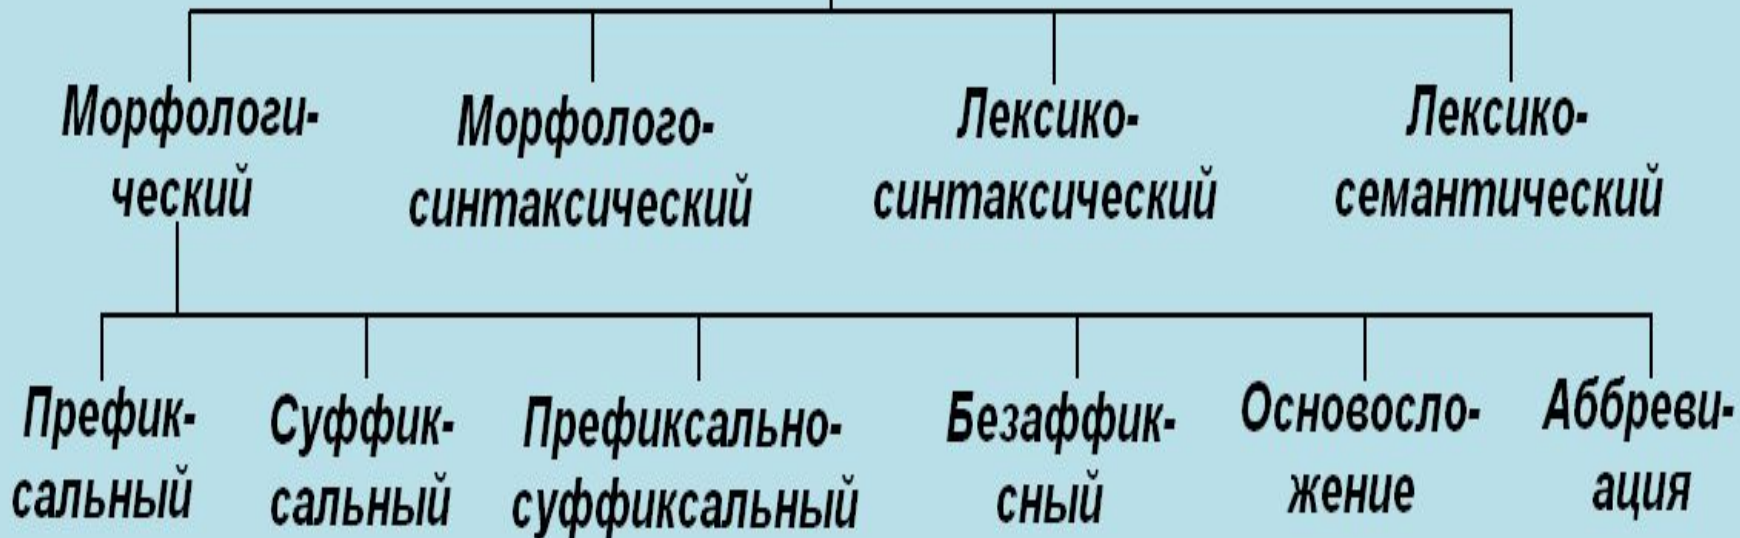 Морфологи-
ческий
Морфолого-
синтаксический
Лексико-
синтаксический
Лексико-
семантический
Префик-
сальный
Суффик-
сальный
Префиксально-
суффиксальный
Безаффик-
сный
Основосло-
жение
Аббреви-
ация